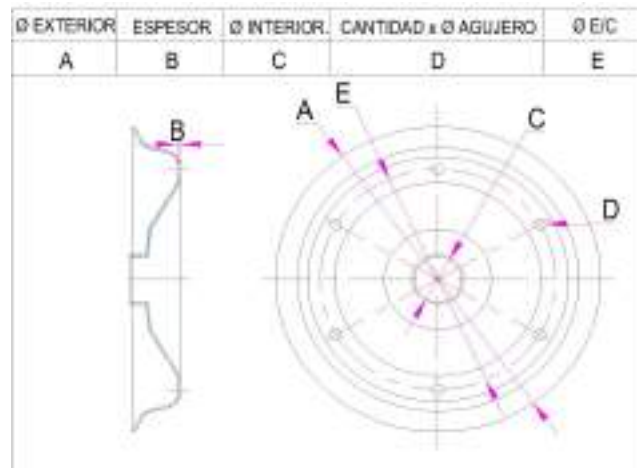 Ø EXTERIOR ESPESOR Ø INTERIOR. CANTIDAD x Ø AGUJERO Ø E/C
A B C D E
E
A
C
B
D